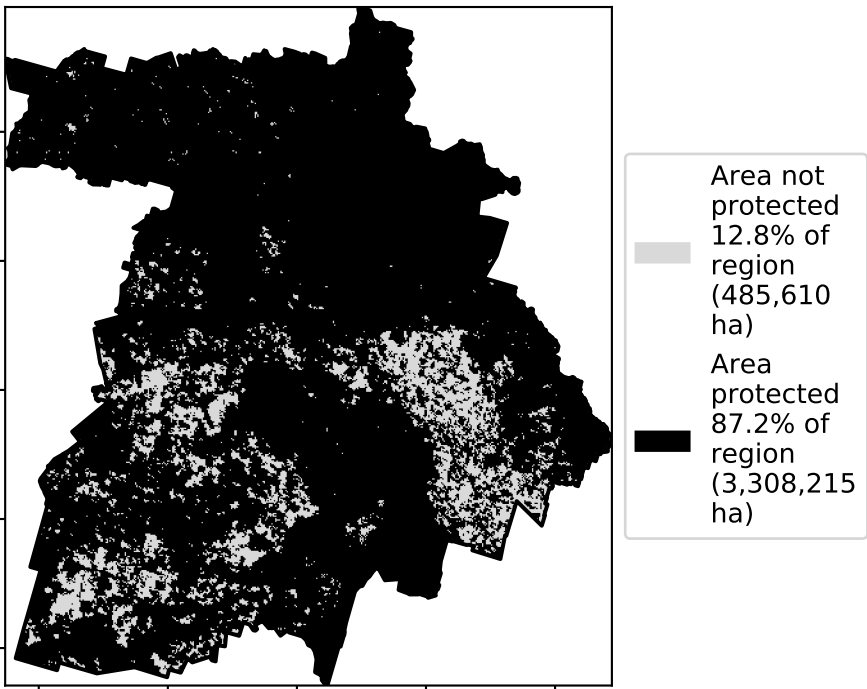 Area not
protected
12.8% of
region
(485,610
ha)
Area
protected
87.2% of
region
(3,308,215
ha)